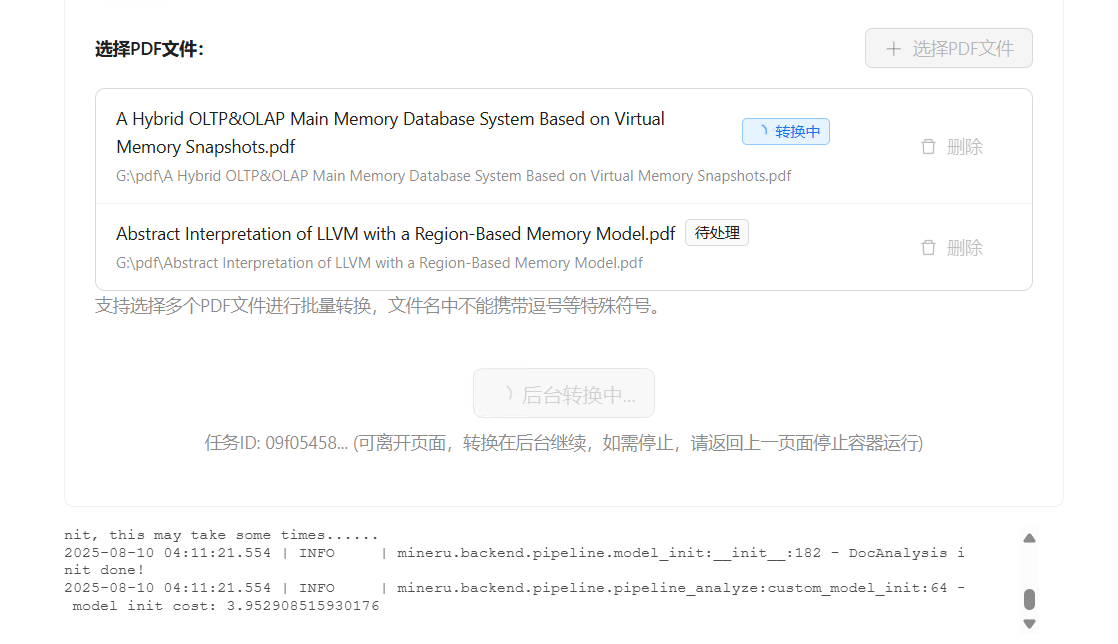 选择PDF文件：
+ 选择PDF文件
A Hybrid OLTP&OLAP Main Memory Database System Based on Virtual
Memory Snapshots.pdf
转换中
删除
G:\pdf\A Hybrid OLTP&OLAP Main Memory Database System Based on Virtual Memory Snapshots.pdf
Abstract Interpretation of LLVM with a Region-Based Memory Model.pdf
待处理
删除
G:\pdf\Abstract Interpretation of LLVM with a Region-Based Memory Model.pdf
支持选择多个PDF文件进行批量转换，文件名中不能携带逗号等特殊符号。
后台转换中...
任务ID: 09f05458... (可离开页面，转换在后台继续，如需停止，请返回上一页面停止容器运行)
nit, this may take some times......
2025-08-10 04:11:21.554 | INFO     | mineru.backend.pipeline.model_init:__init__:182 - DocAnalysis i
nit done!
2025-08-10 04:11:21.554 | INFO     | mineru.backend.pipeline.pipeline_analyze:custom_model_init:64 -
model init cost: 3.952908515930176